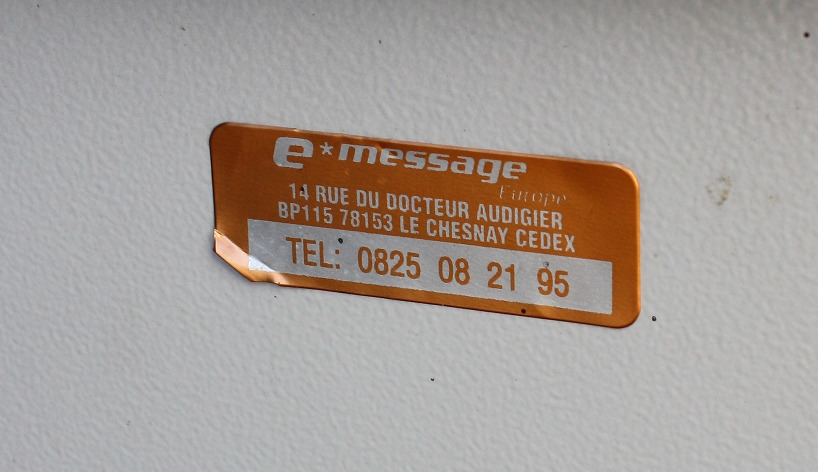 e*message
Europe
14 RUE DU DOCTEUR AUDIGIER
BP115 78153 LE CHESNAY CEDEX
TEL: 0825 08 21 95